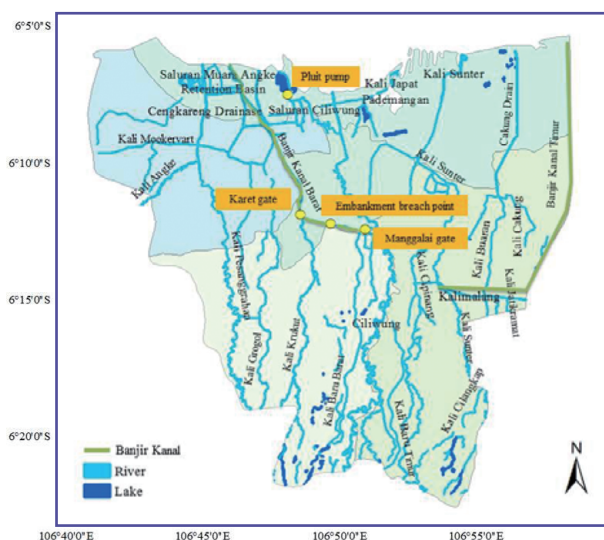 6°5'0"S
6°10'0"S
6°15'0"S
6°20'0"S
Saluran Muara Angke
Retention Basin
Pluit pump
Kali Japat
Kali Sunter
Cengkareng Drainase
Saluran Ciliwung
Pademangan
Cakung Drain
Kali Mookervart
Kali Angke
Banjir Kanal Barat
Kali Sunter
Banjir Kanal Timur
Karet gate
Embankment breach point
Manggalai gate
Kali Buaran
Kali Cakung
Kali Pesanggrahan
Kali Cipinang
Kalimalang
Kali Jatikramat
Ciliwung
Kali Grogol
Kali Krukut
Kali Sunter
Kali Bara Barat
Kali Baru Timur
Kali Cilangkap
Banjir Kanal
River
Lake
N
106°40'0"E
106°45'0"E
106°50'0"E
106°55'0"E